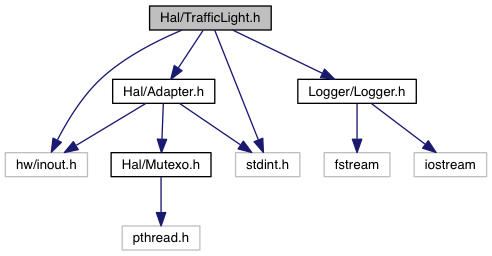 Hal/TrafficLight.h
Hal/Adapter.h
Logger/Logger.h
hw/inout.h
Hal/Mutexo.h
stdint.h
fstream
iostream
pthread.h